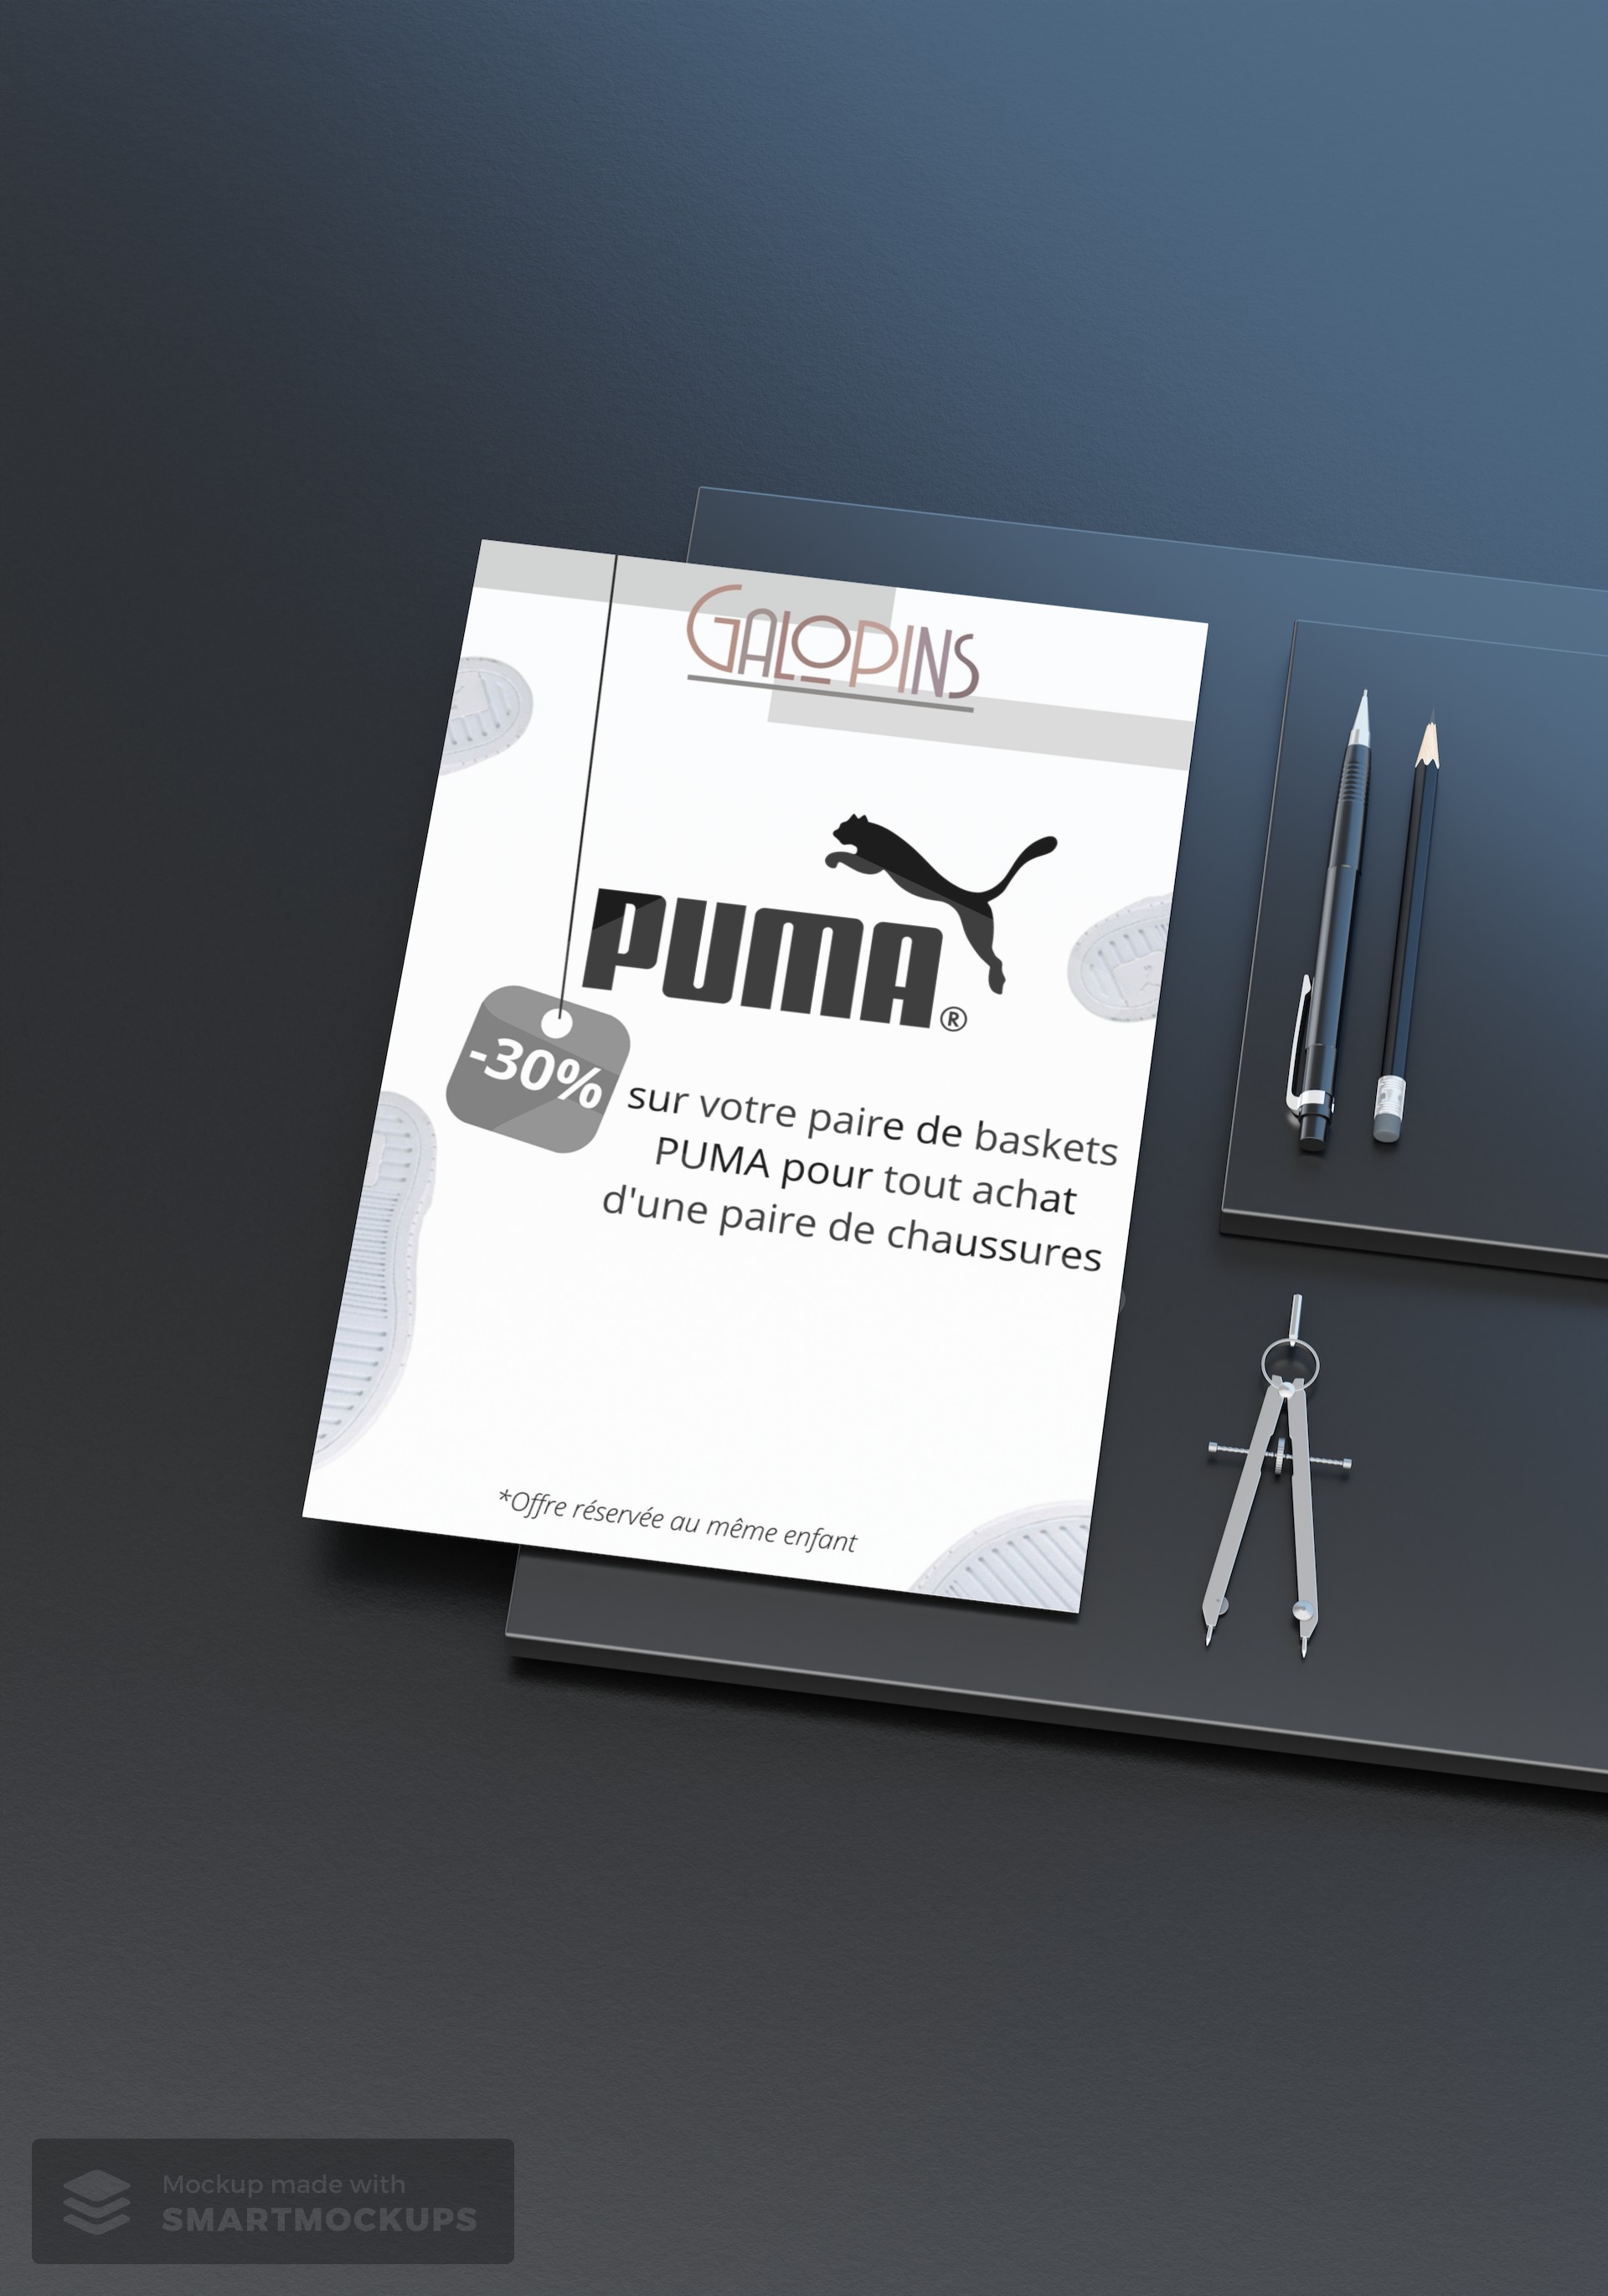 GALOPINS
PUMA®
-30%
sur votre paire de baskets
PUMA pour tout achat
d'une paire de chaussures
*Offre réservée au même enfant
Mockup made with
SMARTMOCKUPS